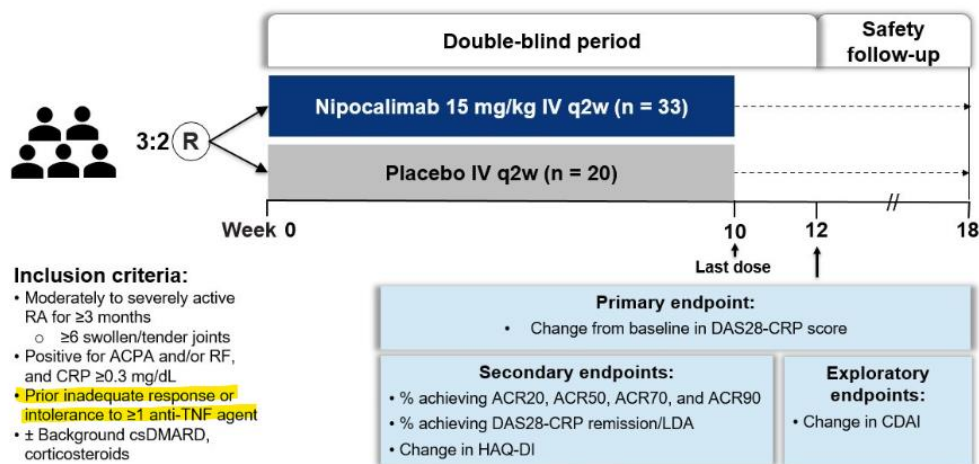 Double-blind period
Safety
follow-up
3:2 R
Nipocalimab 15 mg/kg IV q2w (n = 33)
Placebo IV q2w (n = 20)
Week 0
10
12
18
Last dose
Inclusion criteria:
• Moderately to severely active
RA for ≥3 months
o ≥6 swollen/tender joints
• Positive for ACPA and/or RF,
and CRP ≥0.3 mg/dL
• Prior inadequate response or
intolerance to ≥1 anti-TNF agent
• ± Background csDMARD,
corticosteroids
Primary endpoint:
• Change from baseline in DAS28-CRP score
Secondary endpoints:
• % achieving ACR20, ACR50, ACR70, and ACR90
• % achieving DAS28-CRP remission/LDA
• Change in HAQ-DI
Exploratory
endpoints:
• Change in CDAI